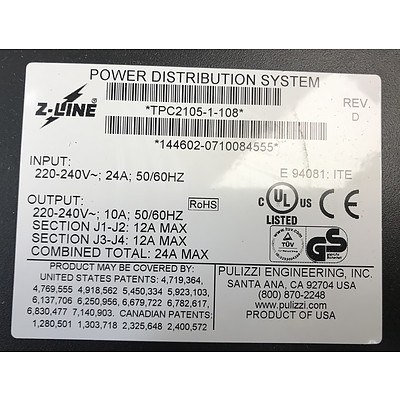 POWER DISTRIBUTION SYSTEM
Z-LINE®
*TPC2105-1-108*
REV.
D
*144602-0710084555*
INPUT:
220-240V~; 24A; 50/60HZ
E 94081: ITE
OUTPUT:
220-240V~; 10A; 50/60HZ
RoHS
SECTION J1-J2: 12A MAX
SECTION J3-J4: 12A MAX
COMBINED TOTAL: 24A MAX
C UL US
LISTED
TÜV
GS
PRODUCT MAY BE COVERED BY:
UNITED STATES PATENTS: 4,719,364,
4,769,555 4,918,562 5,450,334 5,923,103,
6,137,706 6,250,956 6,679,722 6,782,617,
6,830,477 7,140,903. CANADIAN PATENTS:
1,280,501 1,303,718 2,325,648 2,400,572
PULIZZI ENGINEERING, INC.
SANTA ANA, CA 92704 USA
(800) 870-2248
www.pulizzi.com
PRODUCT OF USA